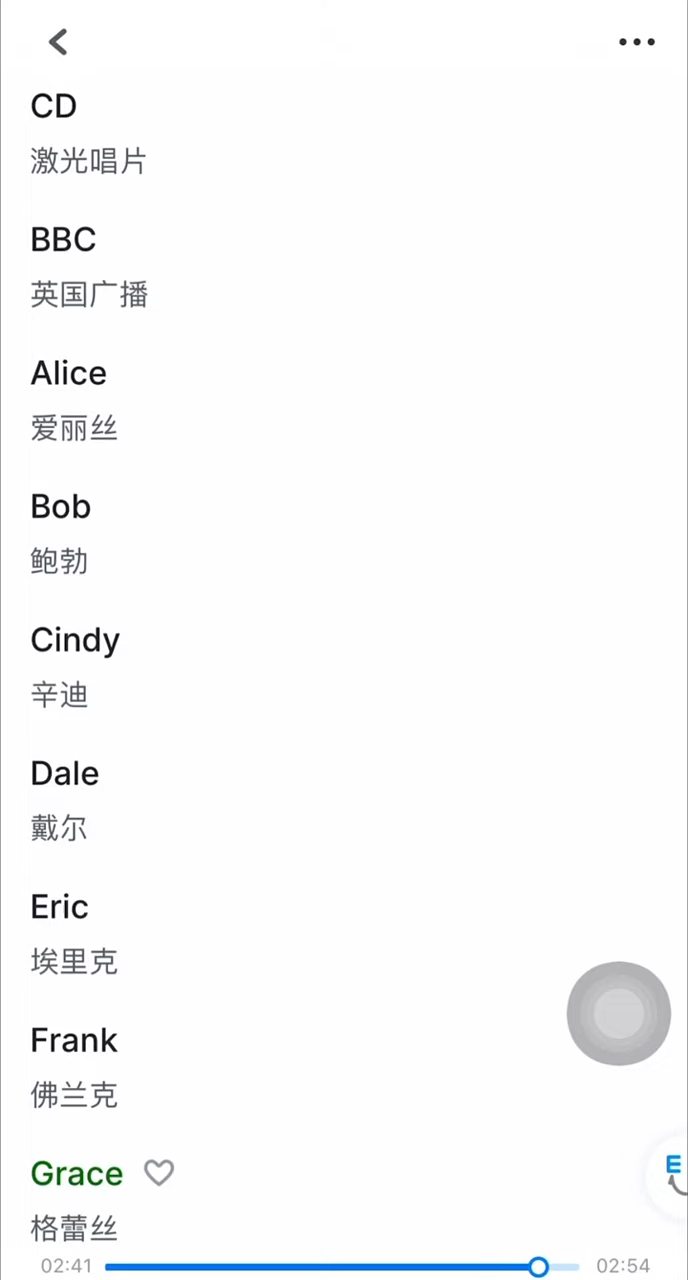 CD
激光唱片
BBC
英国广播
Alice
爱丽丝
Bob
鲍勃
Cindy
辛迪
Dale
戴尔
Eric
埃里克
Frank
佛兰克
Grace
格蕾丝
02:41 02:54
E